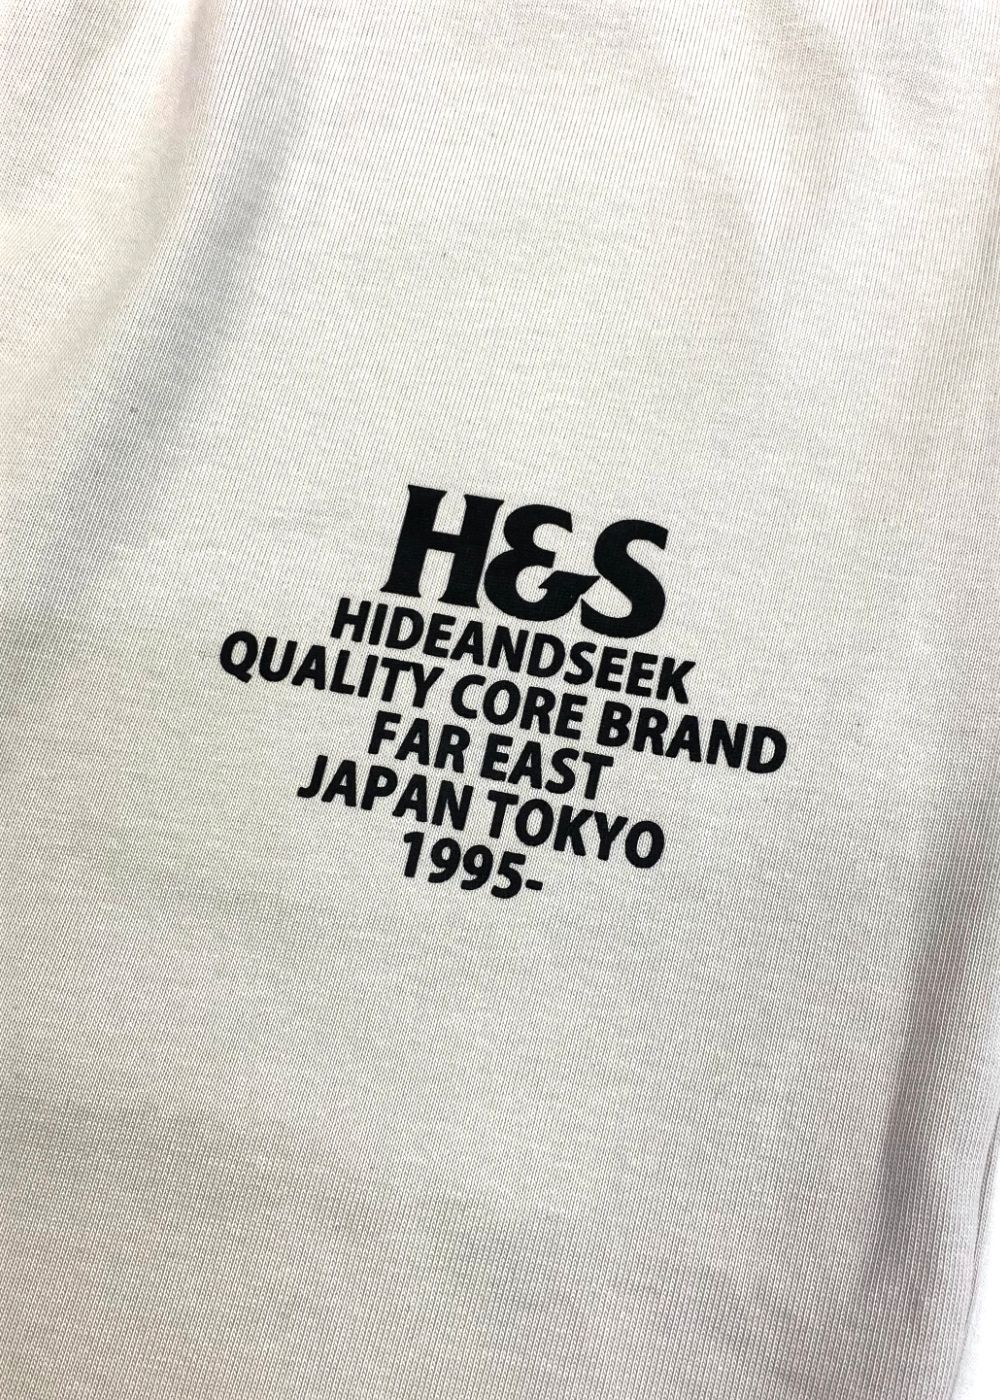 H&S
HIDEANDSEEK
QUALITY CORE BRAND
FAR EAST
JAPAN TOKYO
1995-